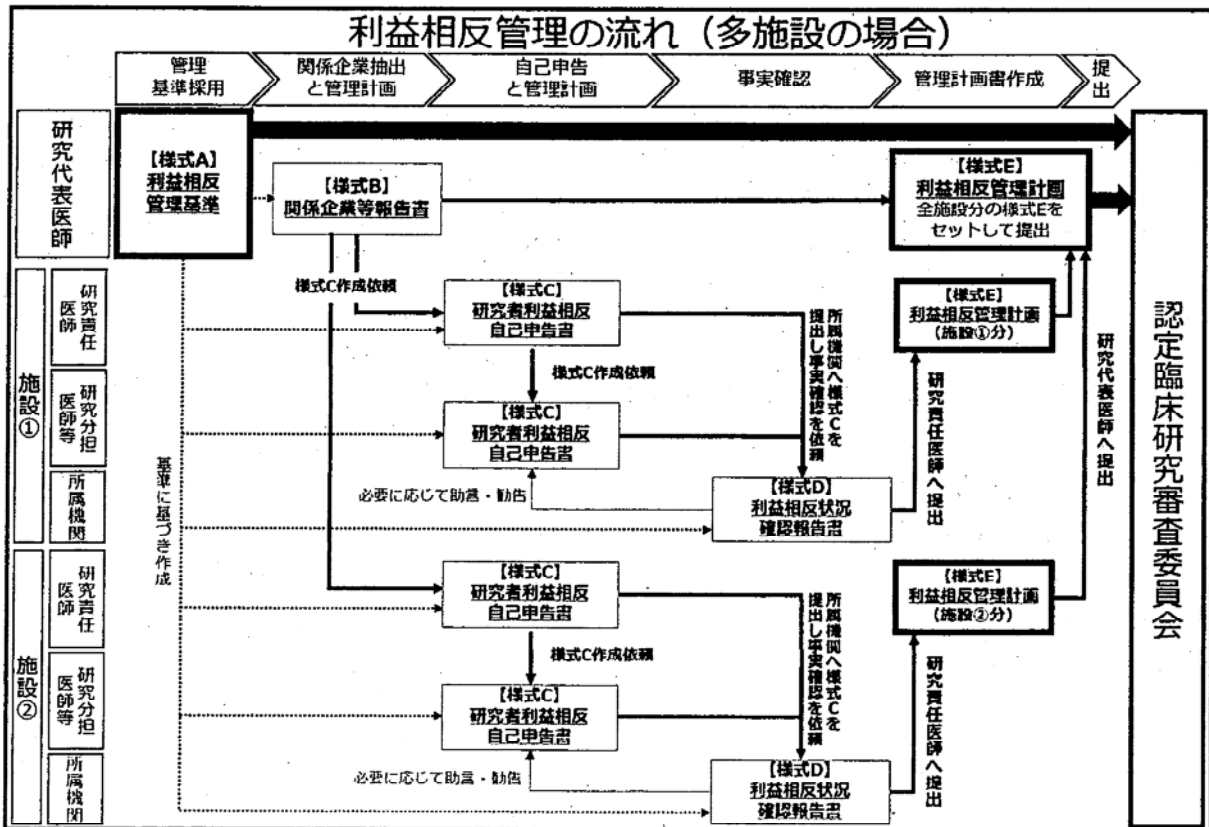 利益相反管理の流れ（多施設の場合）
管理
基準採用
関係企業抽出
と管理計画
自己申告
と管理計画
事実確認
管理計画書作成
提出
研究代表医師
【様式A】
利益相反
管理基準
【様式B】
関係企業等報告書
【様式E】
利益相反管理計画
全施設分の様式Eを
セットして提出
認定臨床研究審査委員会
様式C作成依頼
施設①
研究責任
医師
【様式C】
研究者利益相反
自己申告書
所属機関へ様式Cを
提出し事実確認を依頼
【様式E】
利益相反管理計画
(施設①分)
研究代表医師へ提出
様式C作成依頼
研究分担
医師等
【様式C】
研究者利益相反
自己申告書
研究責任医師へ提出
基準に基づき作成
所属機関
必要に応じて助言・勧告
【様式D】
利益相反状況
確認報告書
施設②
研究責任
医師
【様式C】
研究者利益相反
自己申告書
所属機関へ様式Cを
提出し事実確認を依頼
【様式E】
利益相反管理計画
(施設②分)
様式C作成依頼
研究分担
医師等
【様式C】
研究者利益相反
自己申告書
研究責任医師へ提出
所属機関
必要に応じて助言・勧告
【様式D】
利益相反状況
確認報告書